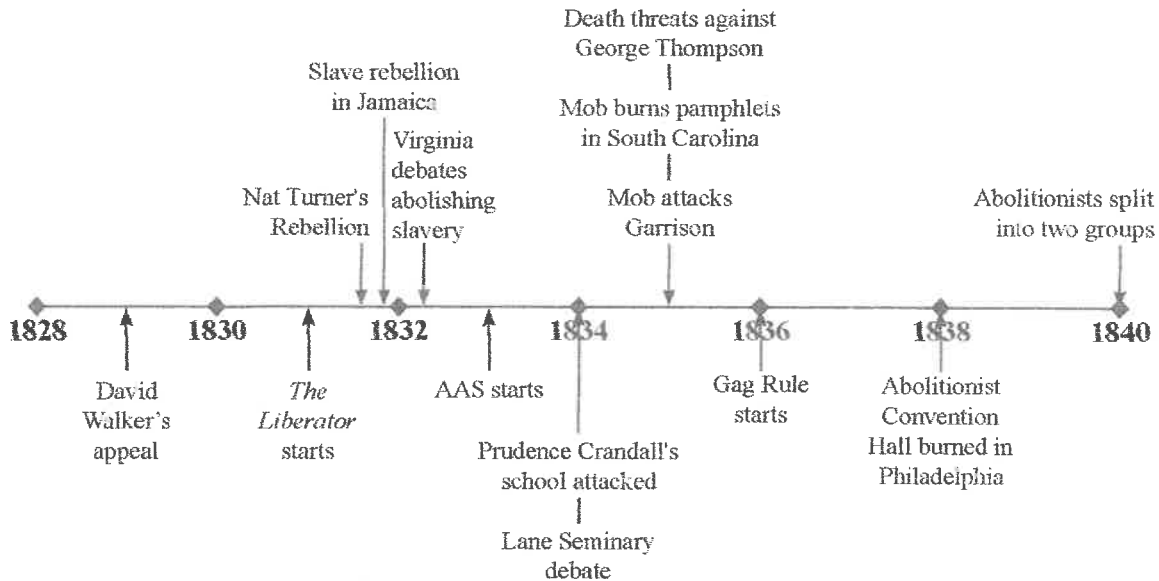 Death threats against
George Thompson
Slave rebellion
in Jamaica
Mob burns pamphlets
in South Carolina
Virginia
debates
abolishing
slavery
Nat Turner's
Rebellion
Mob attacks
Garrison
Abolitionists split
into two groups
1828
1830
1832
1834
1836
1838
1840
David
Walker's
appeal
The
Liberator
starts
AAS starts
Prudence Crandall's
school attacked
Lane Seminary
debate
Gag Rule
starts
Abolitionist
Convention
Hall burned in
Philadelphia